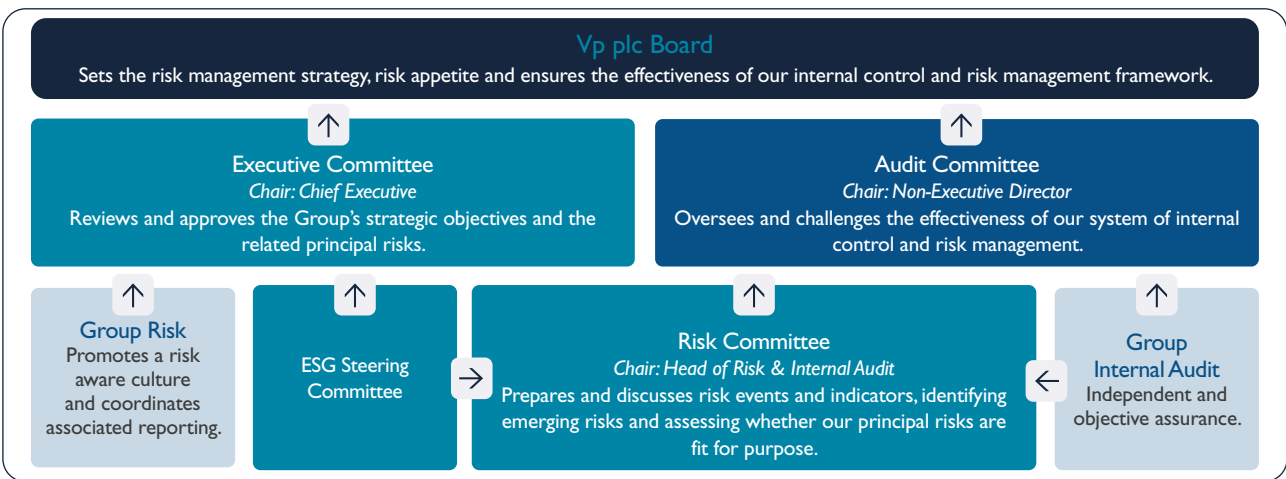 Vp plc Board
Sets the risk management strategy, risk appetite and ensures the effectiveness of our internal control and risk management framework.
Executive Committee
Chair: Chief Executive
Reviews and approves the Group's strategic objectives and the
related principal risks.
Audit Committee
Chair: Non-Executive Director
Oversees and challenges the effectiveness of our system of internal
control and risk management.
Group Risk
Promotes a risk
aware culture
and coordinates
associated reporting.
ESG Steering
Committee
Risk Committee
Chair: Head of Risk & Internal Audit
Prepares and discusses risk events and indicators, identifying
emerging risks and assessing whether our principal risks are
fit for purpose.
Group
Internal Audit
Independent and
objective assurance.